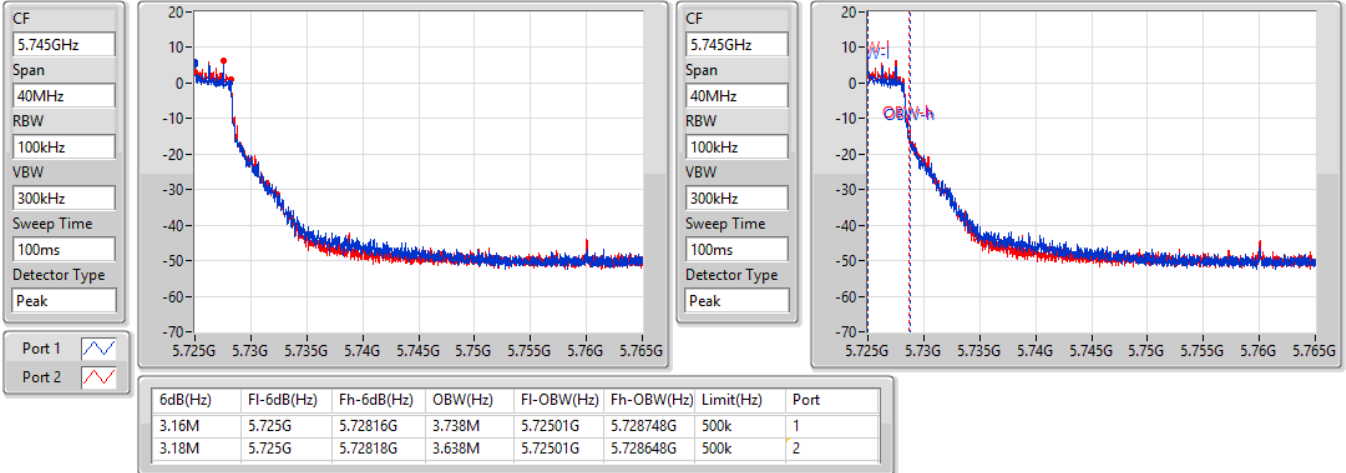 CF
5.745GHz
Span
40MHz
RBW
100kHz
VBW
300kHz
Sweep Time
100ms
Detector Type
Peak
Port 1
Port 2
20
10
0
-10
-20
-30
-40
-50
-60
-70
5.725G 5.73G 5.735G 5.74G 5.745G 5.75G 5.755G 5.76G 5.765G
CF
5.745GHz
Span
40MHz
RBW
100kHz
VBW
300kHz
Sweep Time
100ms
Detector Type
Peak
20
10
0
-10
-20
-30
-40
-50
-60
-70
W-l
OBW-h
5.725G 5.73G 5.735G 5.74G 5.745G 5.75G 5.755G 5.76G 5.765G
6dB(Hz) Fl-6dB(Hz) Fh-6dB(Hz) OBW(Hz) Fl-OBW(Hz) Fh-OBW(Hz) Limit(Hz) Port
3.16M 5.725G 5.72816G 3.738M 5.72501G 5.728748G 500k 1
3.18M 5.725G 5.72818G 3.638M 5.72501G 5.728648G 500k 2